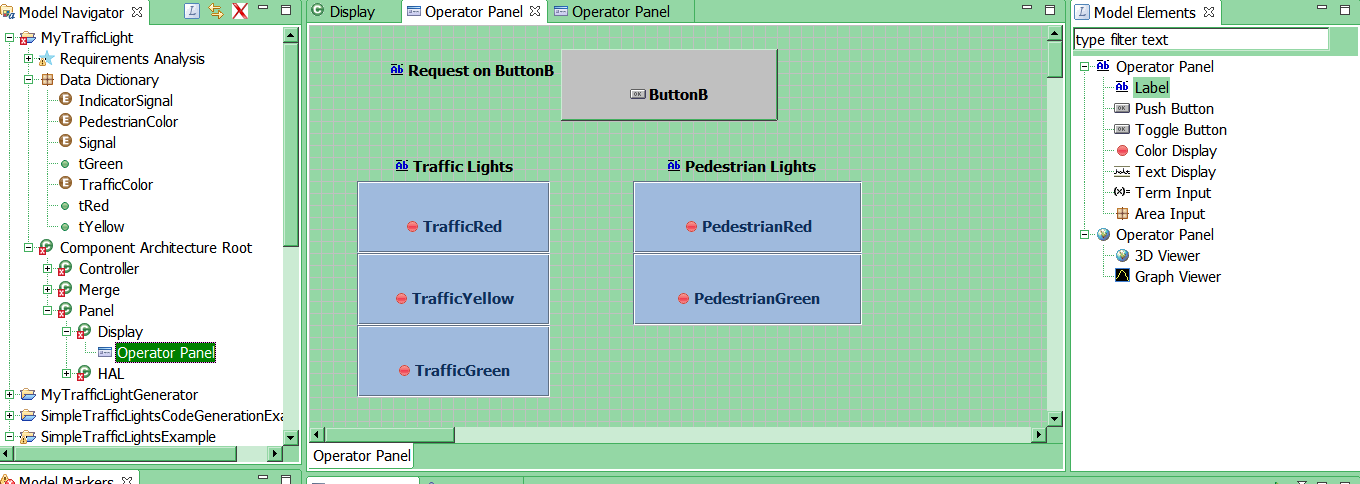 Model Navigator
MyTrafficLight
Requirements Analysis
Data Dictionary
IndicatorSignal
PedestrianColor
Signal
tGreen
TrafficColor
tRed
tYellow
Component Architecture Root
Controller
Merge
Panel
Display
Operator Panel
HAL
MyTrafficLightGenerator
SimpleTrafficLightsCodeGenerationExa
SimpleTrafficLightsExample
Model Markers
Display
Operator Panel
Operator Panel
Request on ButtonB
ButtonB
Traffic Lights
Pedestrian Lights
TrafficRed
PedestrianRed
TrafficYellow
PedestrianGreen
TrafficGreen
Operator Panel
Model Elements
type filter text
Operator Panel
Label
Push Button
Toggle Button
Color Display
Text Display
Term Input
Area Input
Operator Panel
3D Viewer
Graph Viewer